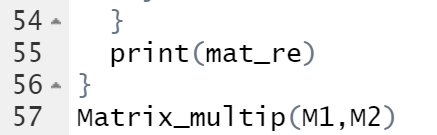 54 }
55 print(mat_re)
56 }
57 Matrix_multip(M1,M2)